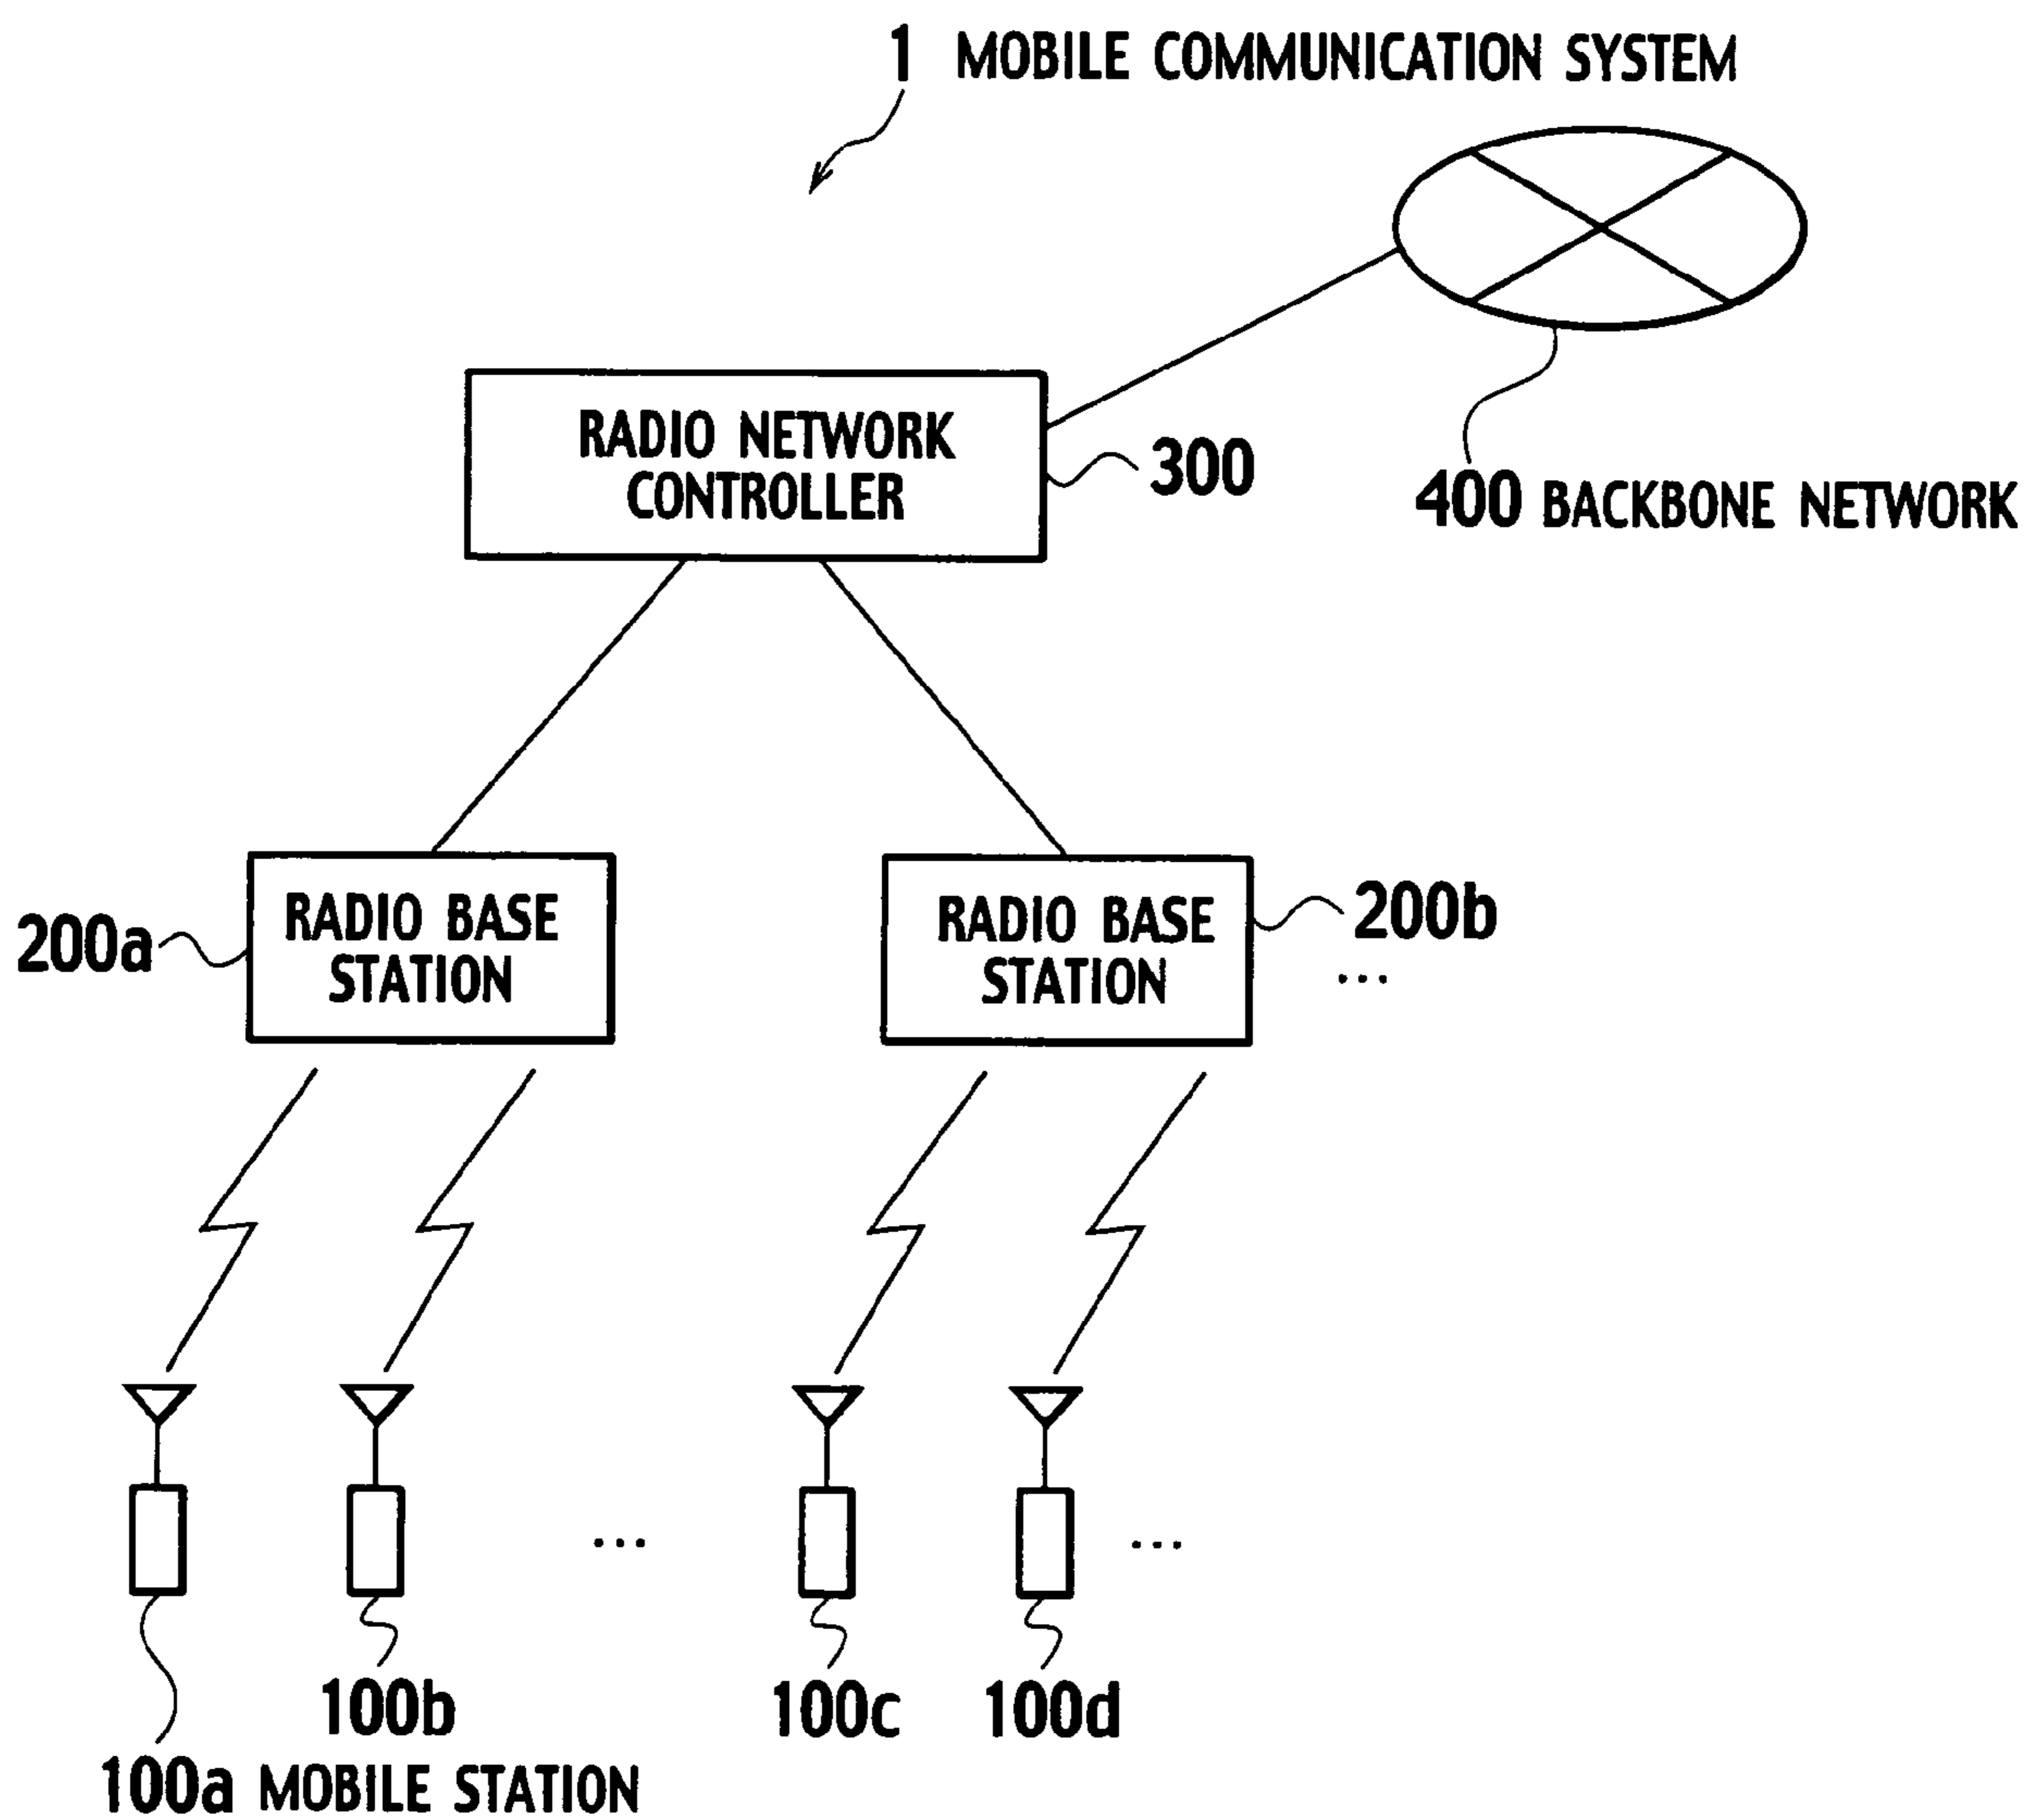 1 MOBILE COMMUNICATION SYSTEM
RADIO NETWORK
CONTROLLER
300
400 BACKBONE NETWORK
200a
RADIO BASE
STATION
RADIO BASE
STATION
200b
...
...
...
100b
100c
100d
100a MOBILE STATION